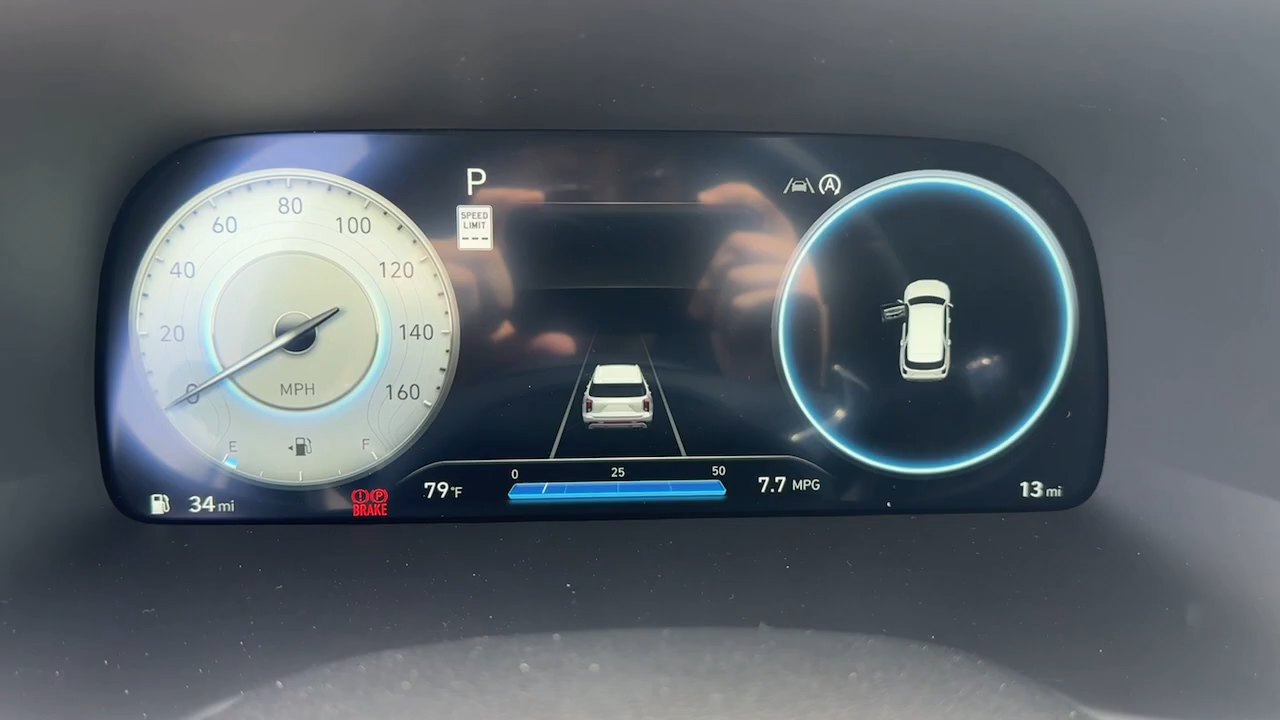 P
SPEED
LIMIT
---
0
20
40
60
80
100
120
140
160
MPH
E
F
34 mi
P
BRAKE
79°F
0
25
50
7.7 MPG
A
13 mi